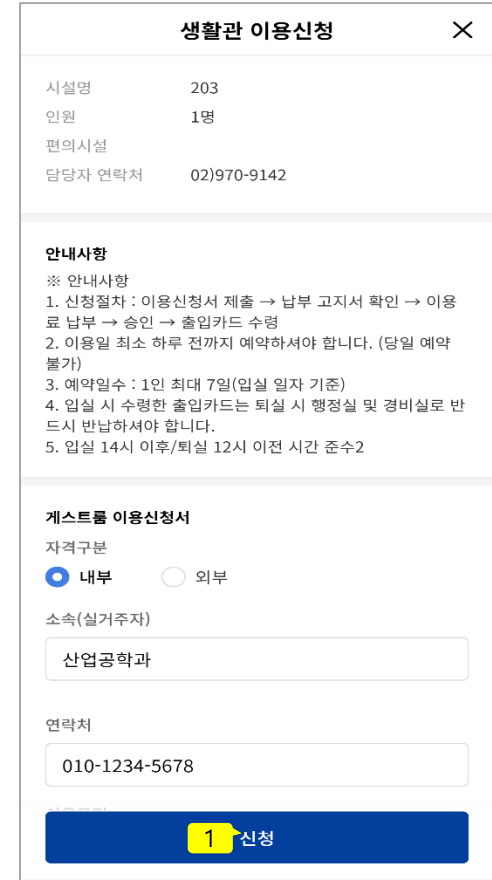 생활관 이용신청
시설명 203
인원 1명
편의시설
담당자 연락처 02)970-9142
안내사항
※ 안내사항
1. 신청절차 : 이용신청서 제출 → 납부 고지서 확인 → 이용
료 납부 → 승인 → 출입카드 수령
2. 이용일 최소 하루 전까지 예약하셔야 합니다. (당일 예약
불가)
3. 예약일수 : 1인 최대 7일(입실 일자 기준)
4. 입실 시 수령한 출입카드는 퇴실 시 행정실 및 경비실로 반
드시 반납하셔야 합니다.
5. 입실 14시 이후/퇴실 12시 이전 시간 준수2
게스트룸 이용신청서
자격구분
내부 외부
소속(실거주자)
산업공학과
연락처
010-1234-5678
1 신청